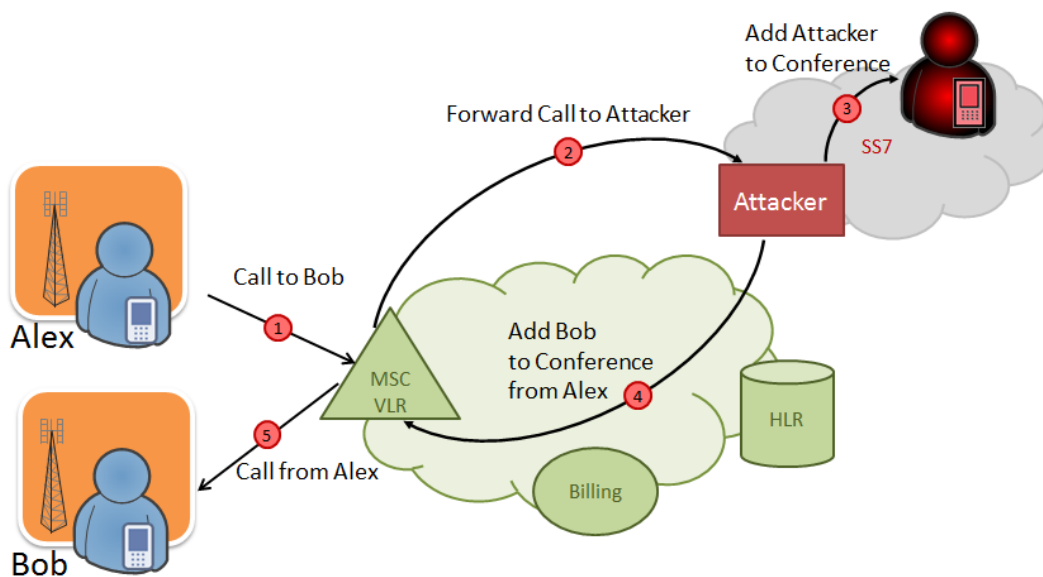 Add Attacker
to Conference
3
Forward Call to Attacker
2
SS7
Attacker
Call to Bob
1
Alex
Add Bob
to Conference
from Alex
MSC
VLR
4
HLR
5
Call from Alex
Billing
Bob